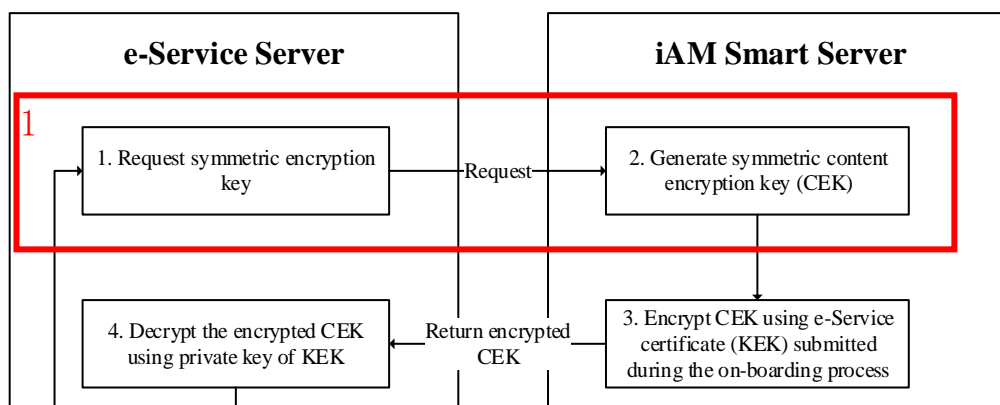 e-Service Server
iAM Smart Server
1
1. Request symmetric encryption
key
Request
2. Generate symmetric content
encryption key (CEK)
4. Decrypt the encrypted CEK
using private key of KEK
Return encrypted
CEK
3. Encrypt CEK using e-Service
certificate (KEK) submitted
during the on-boarding process